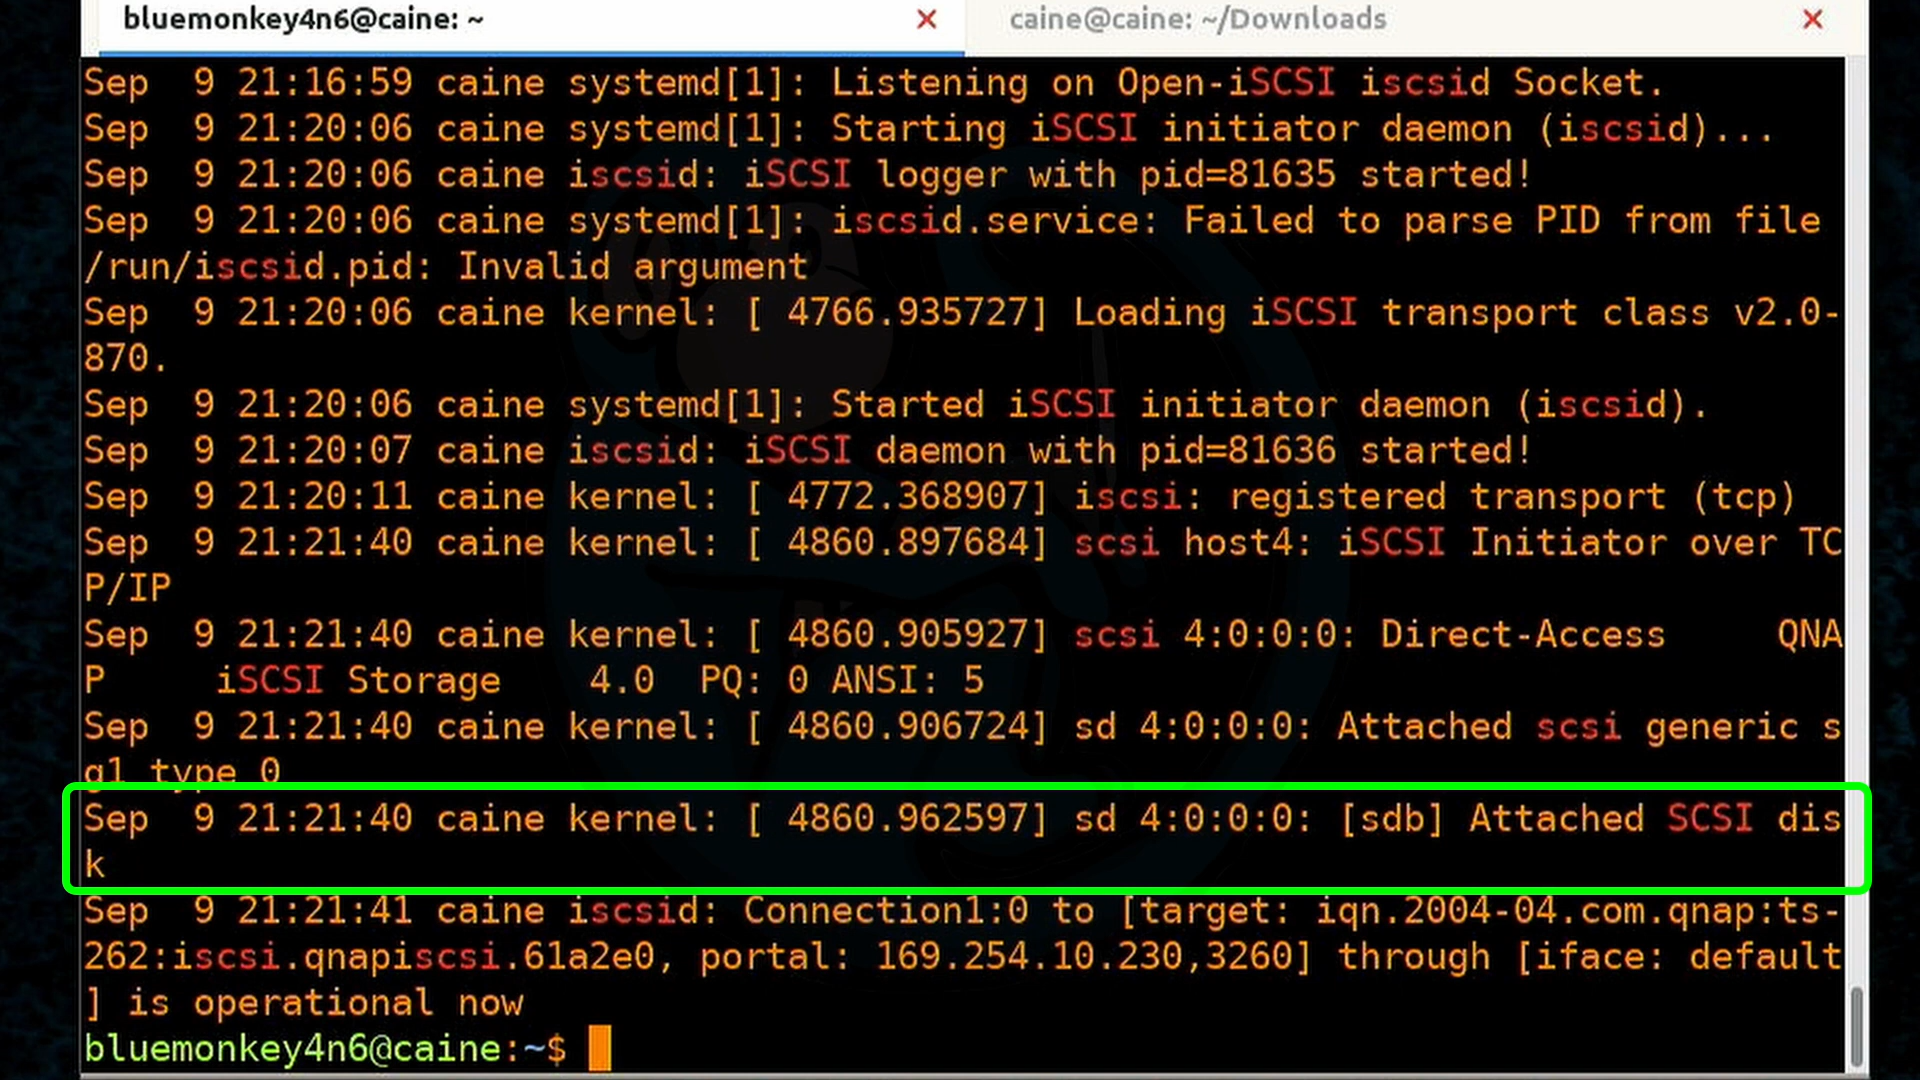 bluemonkey4n6@caine: ~ × caine@caine: ~/Downloads ×
Sep  9 21:16:59 caine systemd[1]: Listening on Open-iSCSI iscsid Socket.
Sep  9 21:20:06 caine systemd[1]: Starting iSCSI initiator daemon (iscsid)...
Sep  9 21:20:06 caine iscsid: iSCSI logger with pid=81635 started!
Sep  9 21:20:06 caine systemd[1]: iscsid.service: Failed to parse PID from file
/run/iscsid.pid: Invalid argument
Sep  9 21:20:06 caine kernel: [ 4766.935727] Loading iSCSI transport class v2.0-
870.
Sep  9 21:20:06 caine systemd[1]: Started iSCSI initiator daemon (iscsid).
Sep  9 21:20:07 caine iscsid: iSCSI daemon with pid=81636 started!
Sep  9 21:20:11 caine kernel: [ 4772.368907] iscsi: registered transport (tcp)
Sep  9 21:21:40 caine kernel: [ 4860.897684] scsi host4: iSCSI Initiator over TC
P/IP
Sep  9 21:21:40 caine kernel: [ 4860.905927] scsi 4:0:0:0: Direct-Access     QNA
P     iSCSI Storage    4.0  PQ: 0 ANSI: 5
Sep  9 21:21:40 caine kernel: [ 4860.906724] sd 4:0:0:0: Attached scsi generic s
g1 type 0
Sep  9 21:21:40 caine kernel: [ 4860.962597] sd 4:0:0:0: [sdb] Attached SCSI dis
k
Sep  9 21:21:41 caine iscsid: Connection1:0 to [target: iqn.2004-04.com.qnap:ts-
262:iscsi.qnapiscsi.61a2e0, portal: 169.254.10.230,3260] through [iface: default
] is operational now
bluemonkey4n6@caine:~$